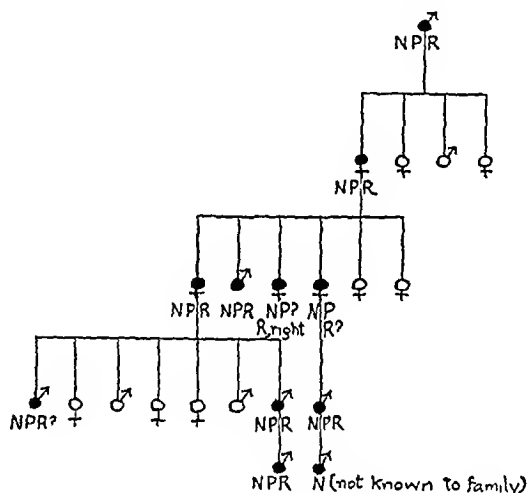 NPR
NPR
NPR NPR NP? NP
R,right R?
NPR? NPR NPR
NPR N (not known to family)